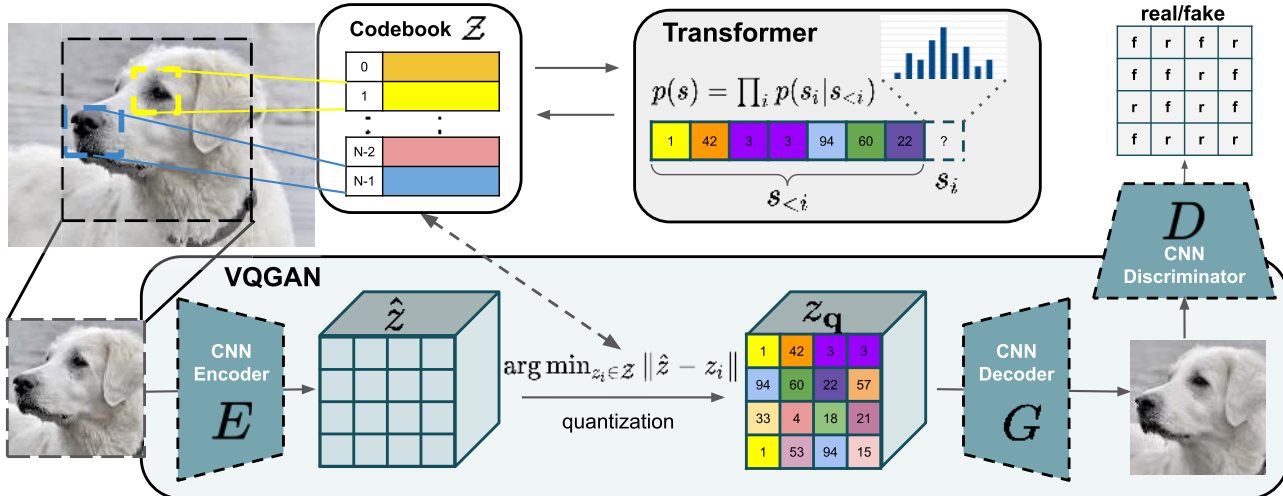 Codebook 𝒵
0
1
N-2
N-1
Transformer
p(s) = ∏ᵢ p(sᵢ|s<ᵢ)
1 42 3 3 94 60 22 ?
s<ᵢ
sᵢ
real/fake
f r f r
f f r f
r f r f
f r r r
D
CNN
Discriminator
VQGAN
CNN
Encoder
E
ẑ
arg min_{zᵢ∈𝒵} ‖ẑ − zᵢ‖
quantization
z_q
1 42 3 3
94 60 22 57
33 4 18 21
1 53 94 15
CNN
Decoder
G